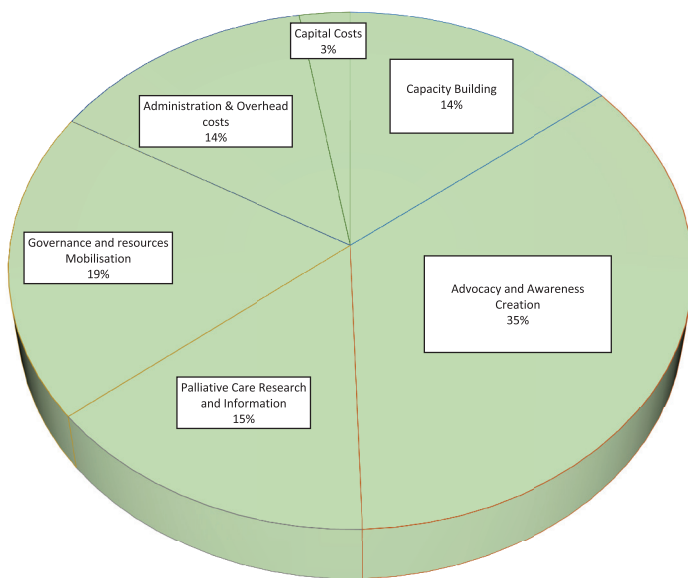 Capital Costs
3%
Capacity Building
14%
Administration & Overhead
costs
14%
Governance and resources
Mobilisation
19%
Advocacy and Awareness
Creation
35%
Palliative Care Research
and Information
15%